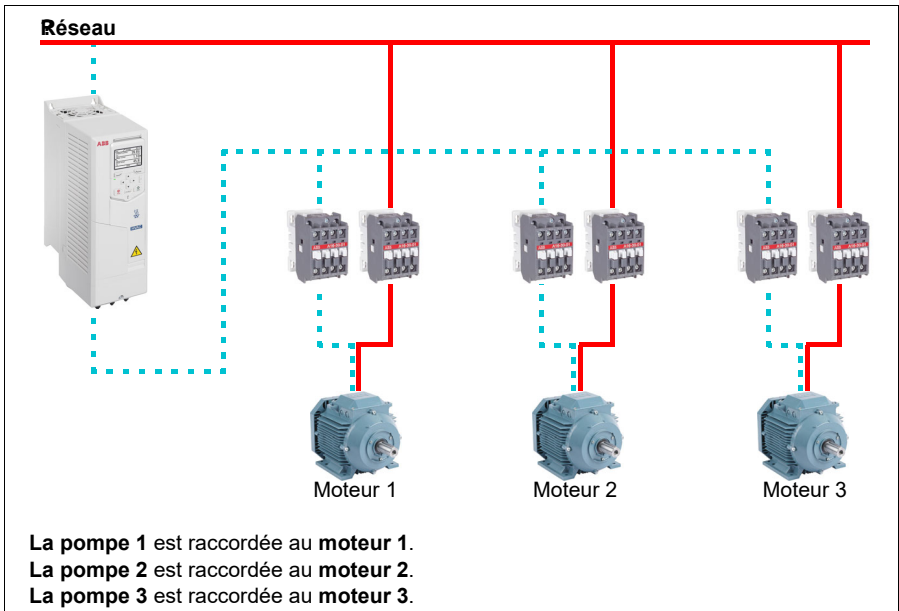 Réseau
ABB
Moteur 1
Moteur 2
Moteur 3
La pompe 1 est raccordée au moteur 1.
La pompe 2 est raccordée au moteur 2.
La pompe 3 est raccordée au moteur 3.